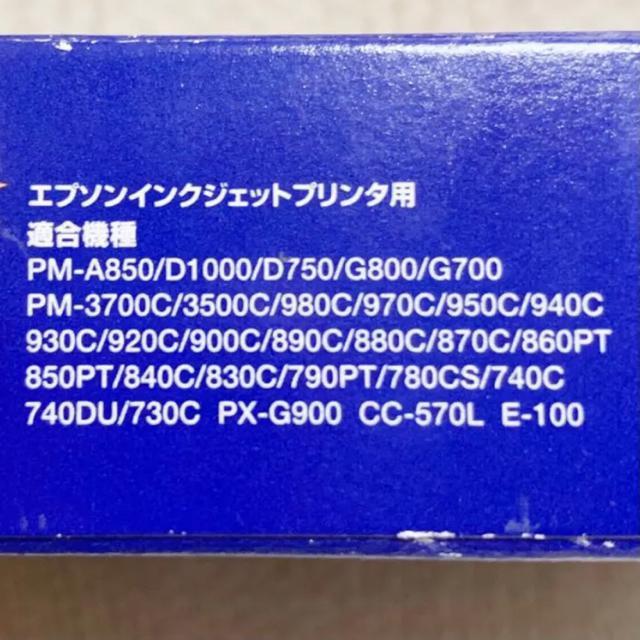 エプソンインクジェットプリンタ用
適合機種
PM-A850/D1000/D750/G800/G700
PM-3700C/3500C/980C/970C/950C/940C
930C/920C/900C/890C/880C/870C/860PT
850PT/840C/830C/790PT/780CS/740C
740DU/730C PX-G900 CC-570L E-100